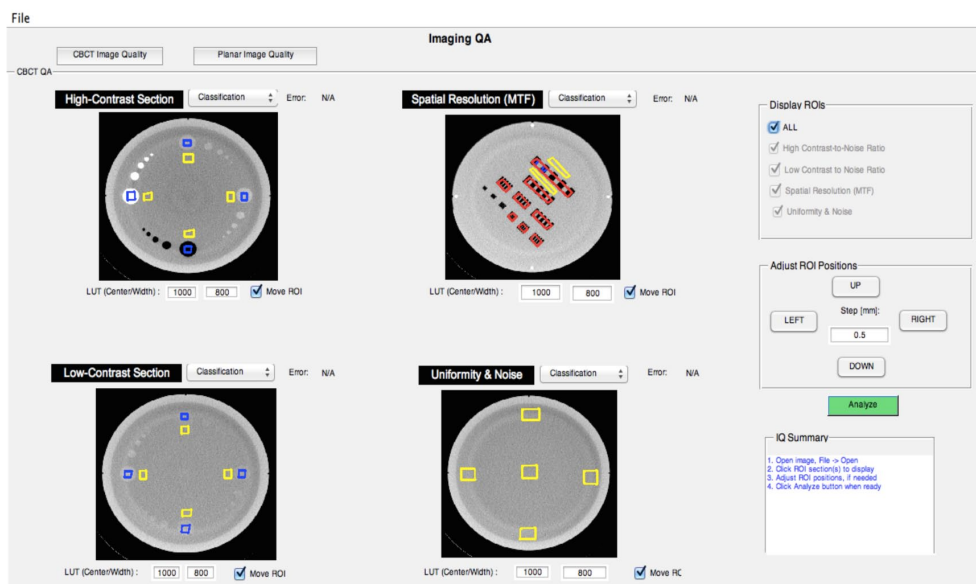 File
Imaging QA
CBCT Image Quality
Planar Image Quality
CBCT QA
High-Contrast Section
Classification
Error:
N/A
Spatial Resolution (MTF)
Classification
Error:
N/A
LUT (Center/Width) :
1000
800
Move ROI
LUT (Center/Width) :
1000
800
Move ROI
Low-Contrast Section
Classification
Error:
N/A
Uniformity & Noise
Classification
Error:
N/A
LUT (Center/Width) :
1000
800
Move ROI
LUT (Center/Width) :
1000
800
Move RC
Display ROIs
ALL
High Contrast-to-Noise Ratio
Low Contrast to Noise Ratio
Spatial Resolution (MTF)
Uniformity & Noise
Adjust ROI Positions
UP
LEFT
Step [mm]:
RIGHT
0.5
DOWN
Analyze
IQ Summary
1. Open image, File -> Open
2. Click ROI section(s) to display
3. Adjust ROI positions, if needed
4. Click Analyze button when ready